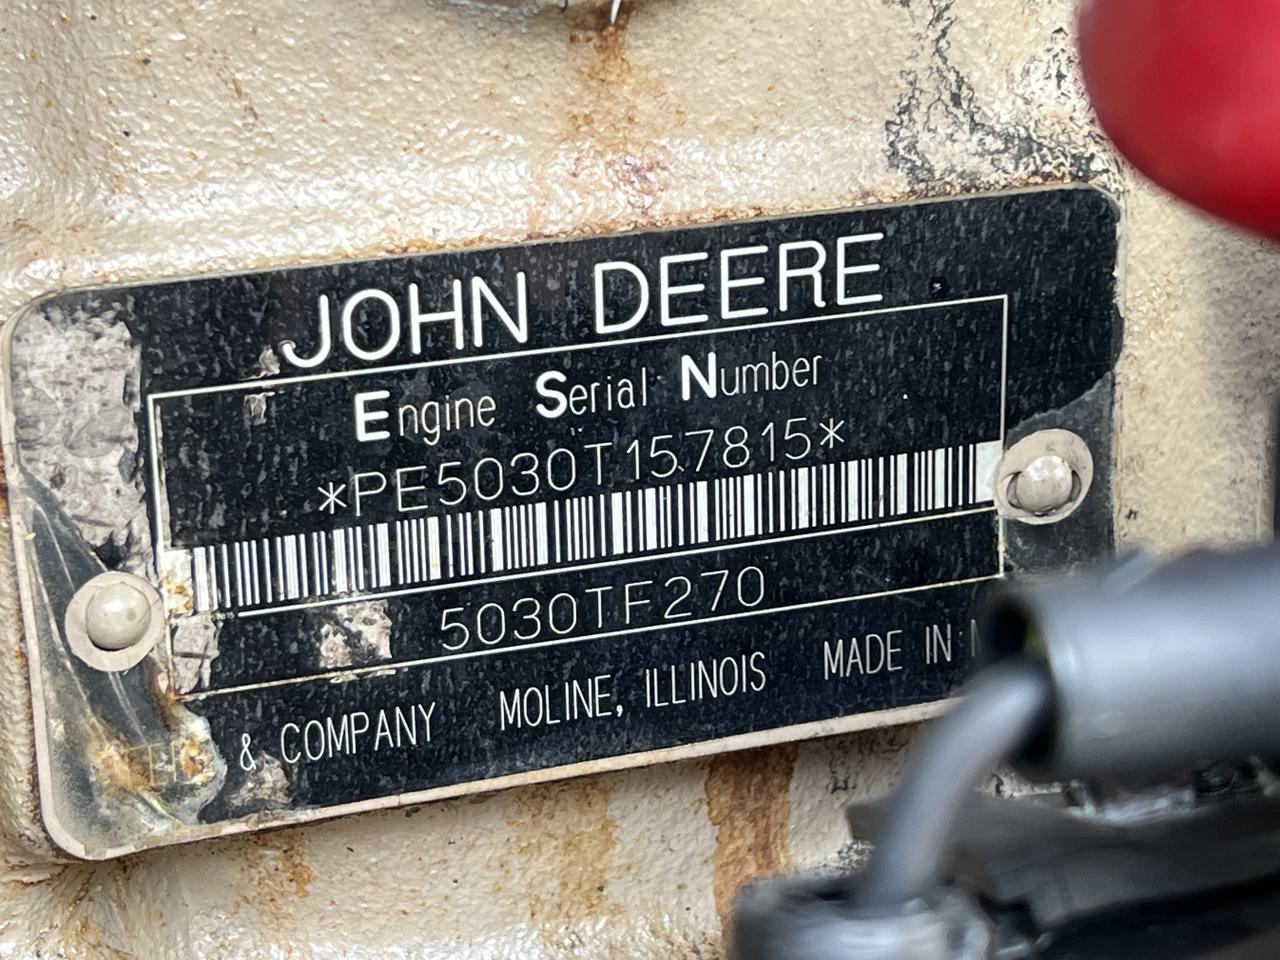 JOHN DEERE
Engine Serial Number
*PE5030T157815*
5030TF270
& COMPANY MOLINE, ILLINOIS MADE IN